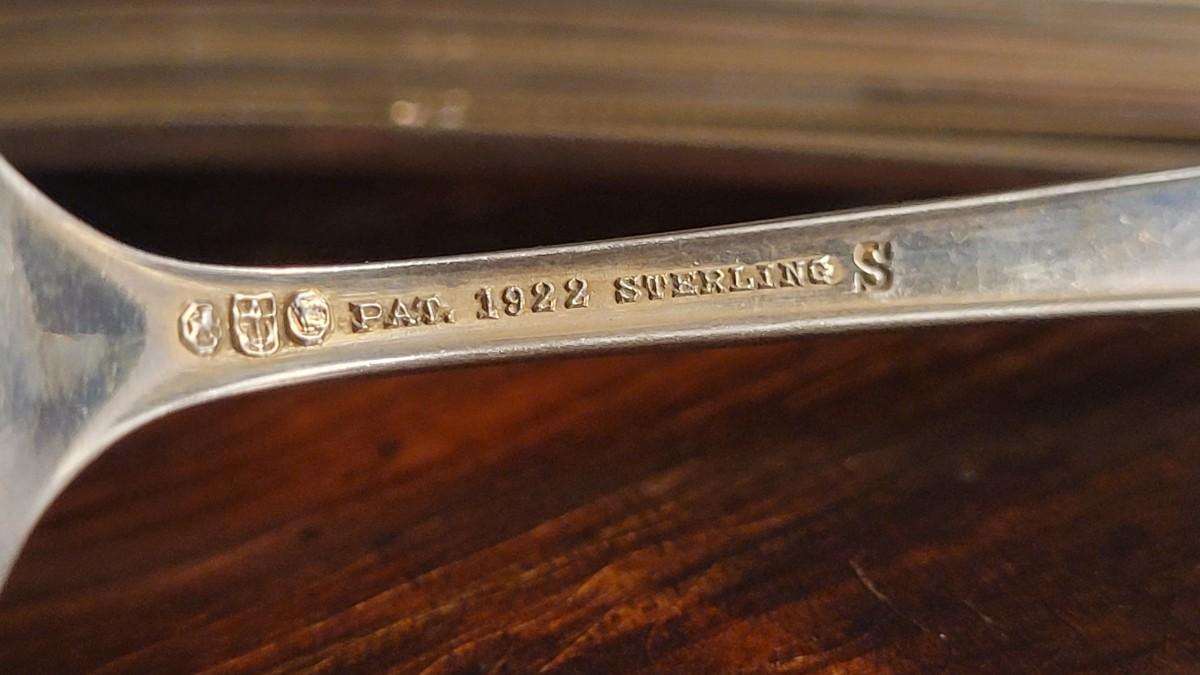 PAT. 1922 STERLING S